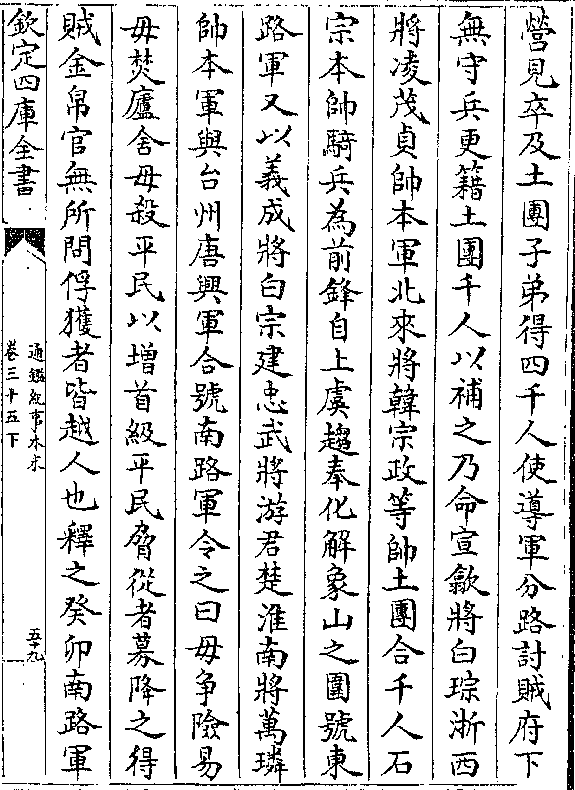 營見卒及土團子弟得四千人使導軍分路討賊府下
無守兵更籍土團千人以補之乃命宣歙將白琮浙西
將凌茂貞帥本軍北來將韓宗政等帥土團合千人石
宗本帥騎兵為前鋒自上虞趨奉化解象山之圍號東
路軍又以義成將白宗建忠武將游君楚淮南將萬璘
帥本軍與台州唐興軍合號南路軍令之曰毋争險易
毋焚廬舍毋殺平民以增首級平民脅從者募降之得
賊金帛官無所問俘獲者皆越人也釋之癸卯南路軍
欽定四庫全書
通鑑紀事本末
卷三十五下
五十九